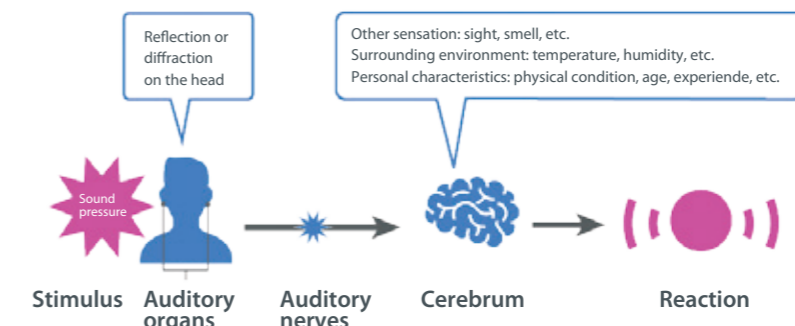 Reflection or
diffraction
on the head
Other sensation: sight, smell, etc.
Surrounding environment: temperature, humidity, etc.
Personal characteristics: physical condition, age, experiende, etc.
Sound
pressure
Stimulus
Auditory
organs
Auditory
nerves
Cerebrum
Reaction